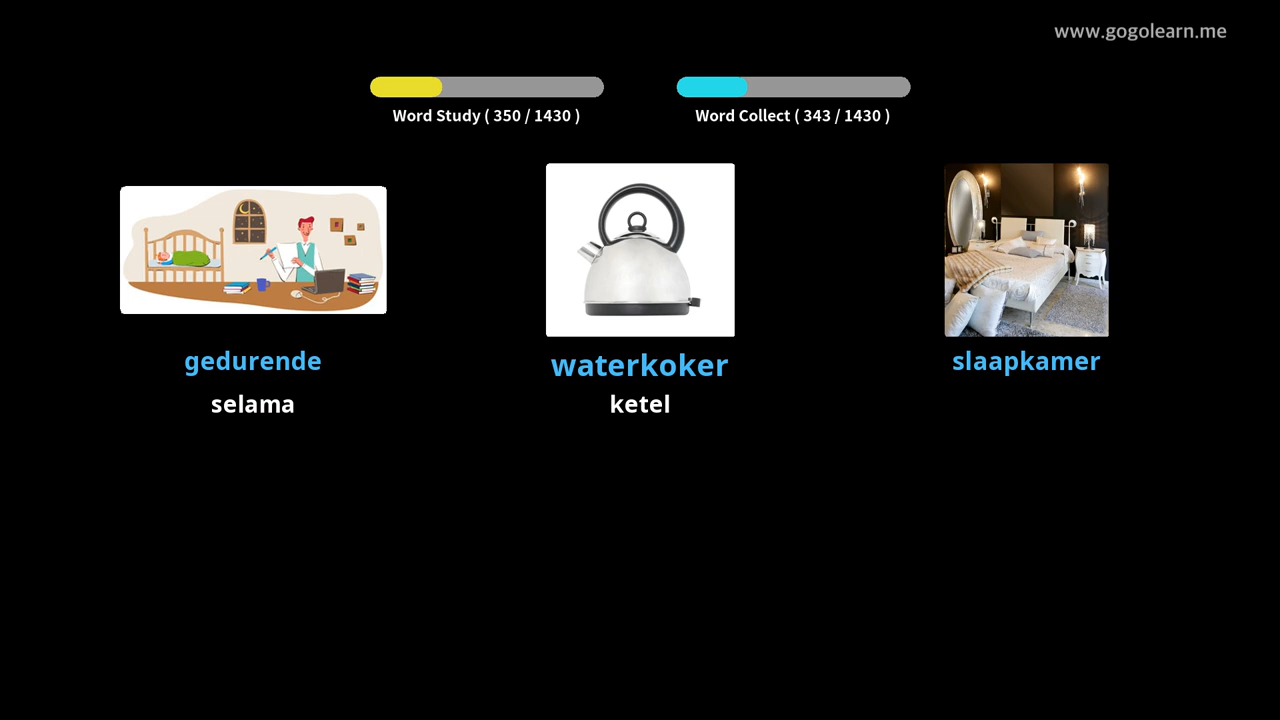 www.gogolearn.me
Word Study ( 350 / 1430 )
Word Collect ( 343 / 1430 )
gedurende
selama
waterkoker
ketel
slaapkamer